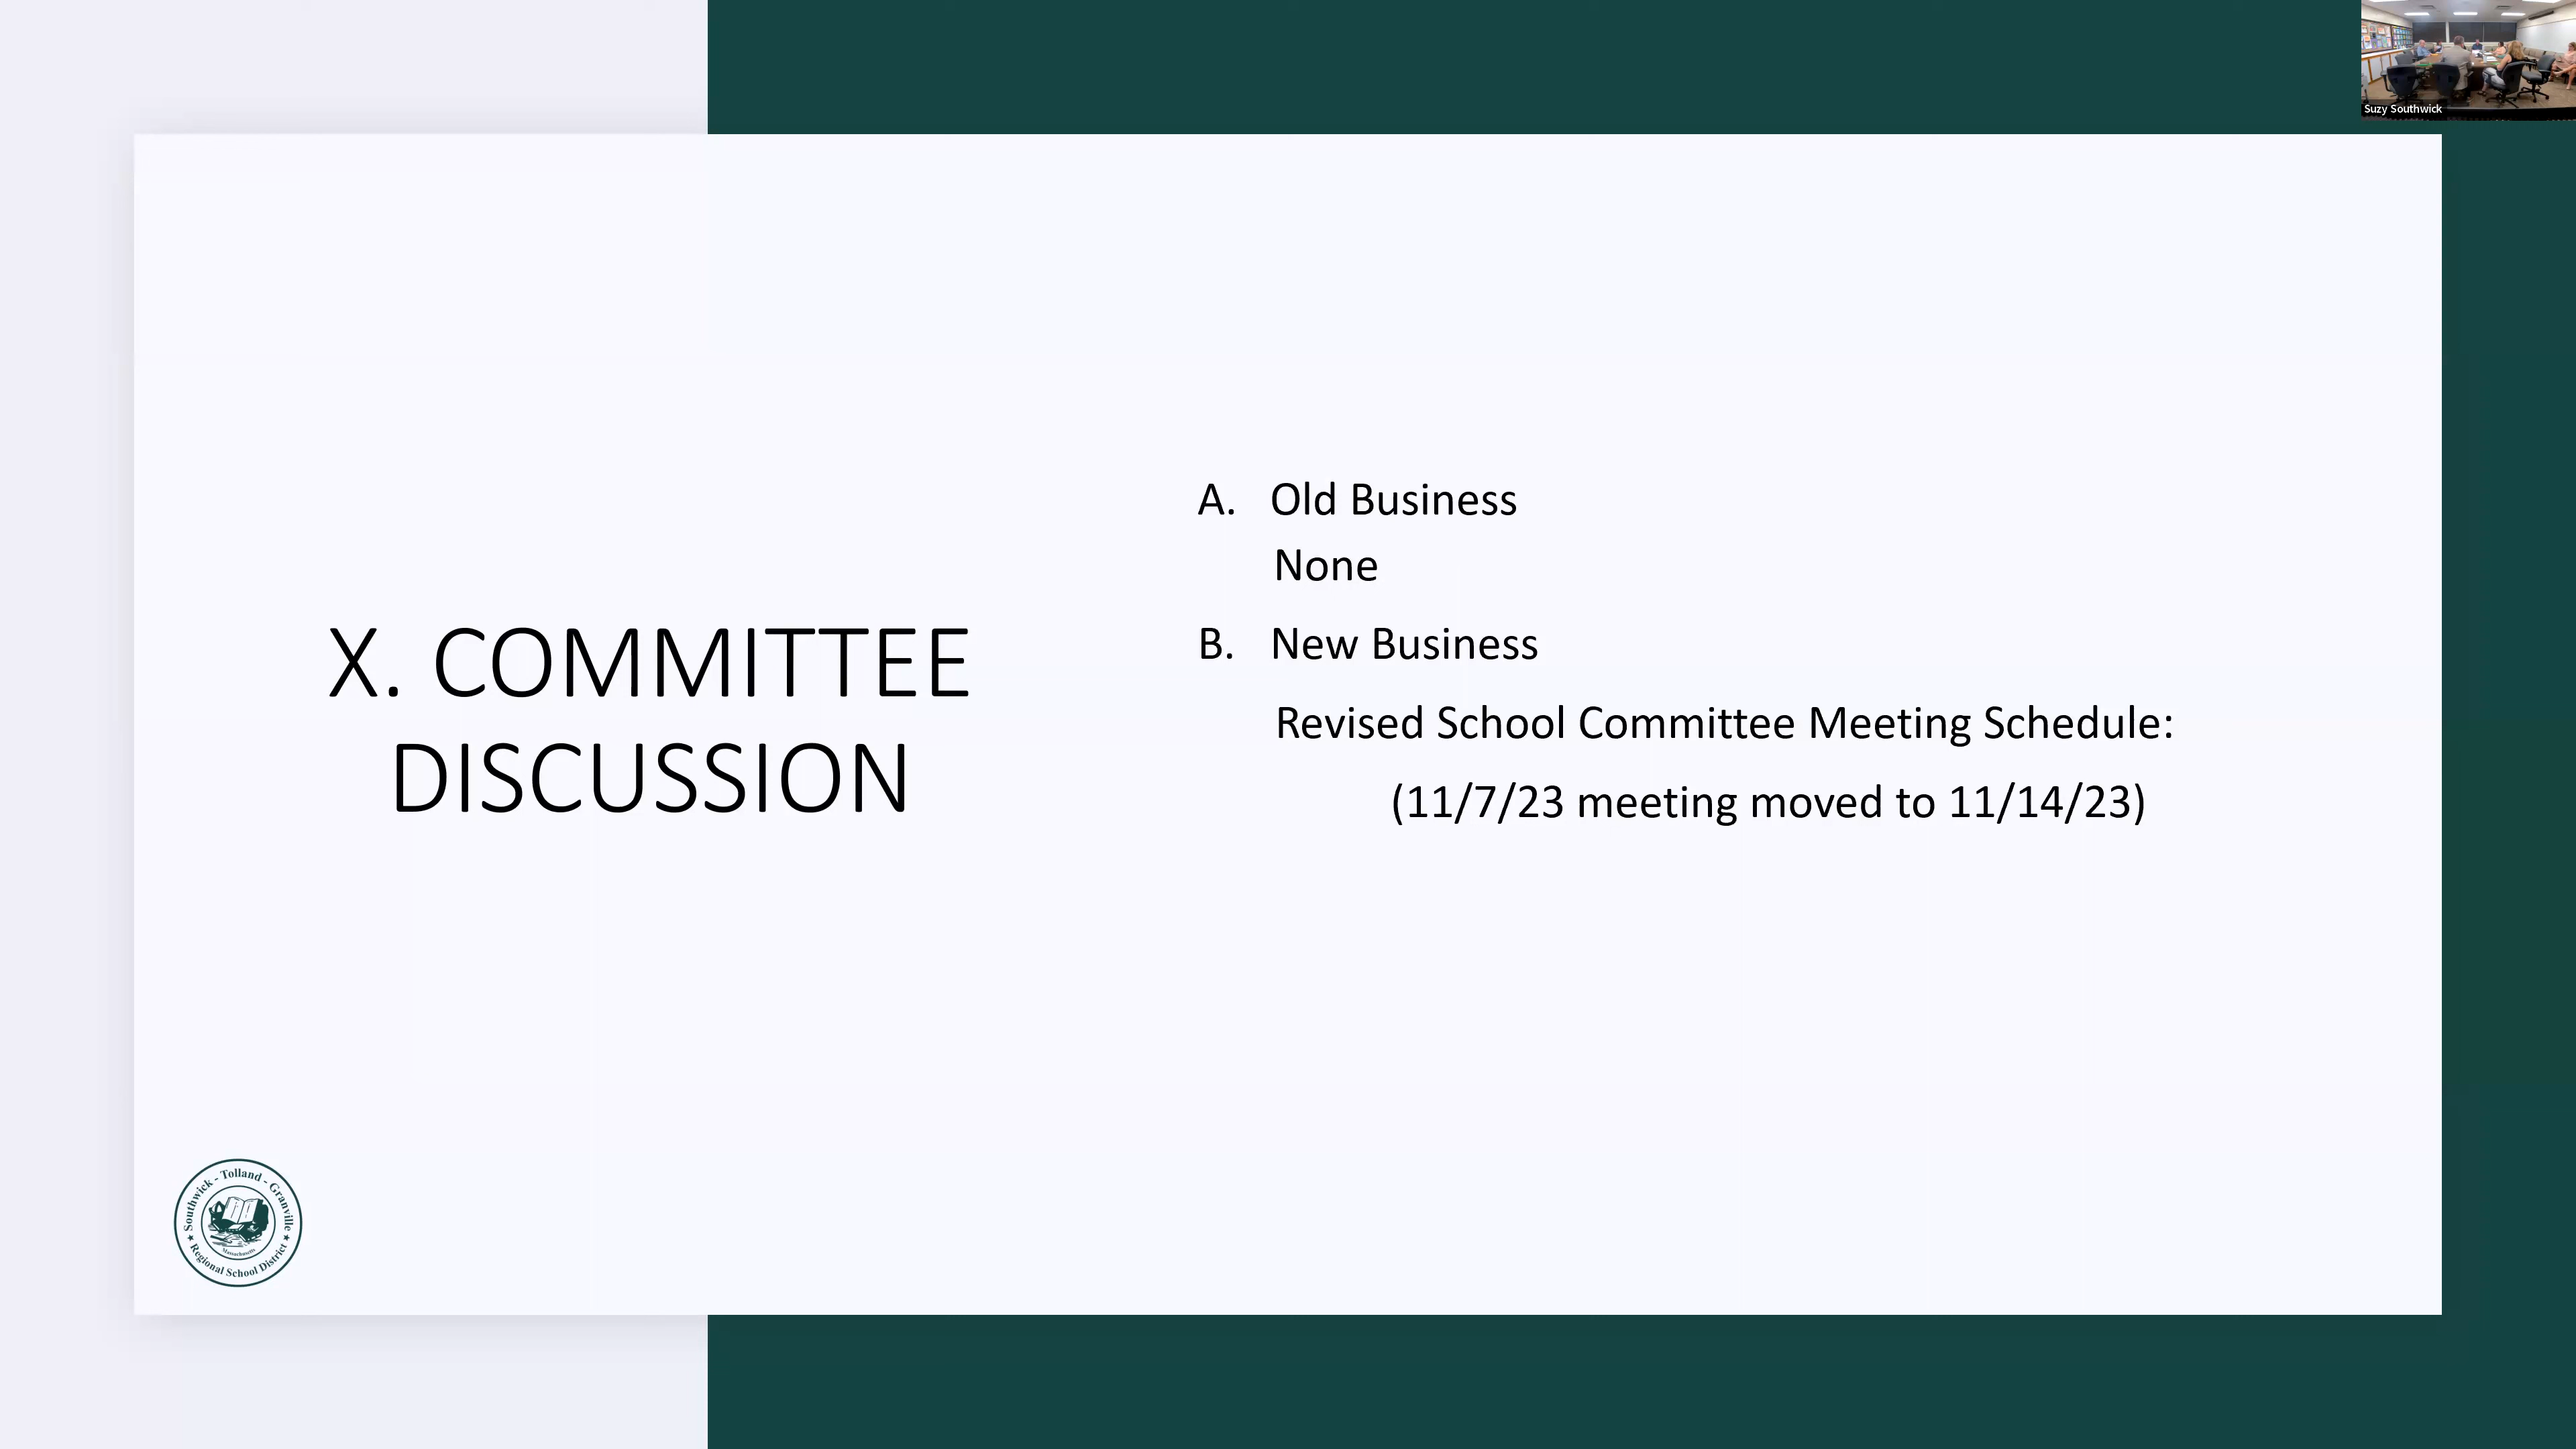 Suzy Southwick
X. COMMITTEE
DISCUSSION
A. Old Business
None
B. New Business
Revised School Committee Meeting Schedule:
(11/7/23 meeting moved to 11/14/23)
Southwick - Tolland - Granville
Massachusetts
★ Regional School District ★